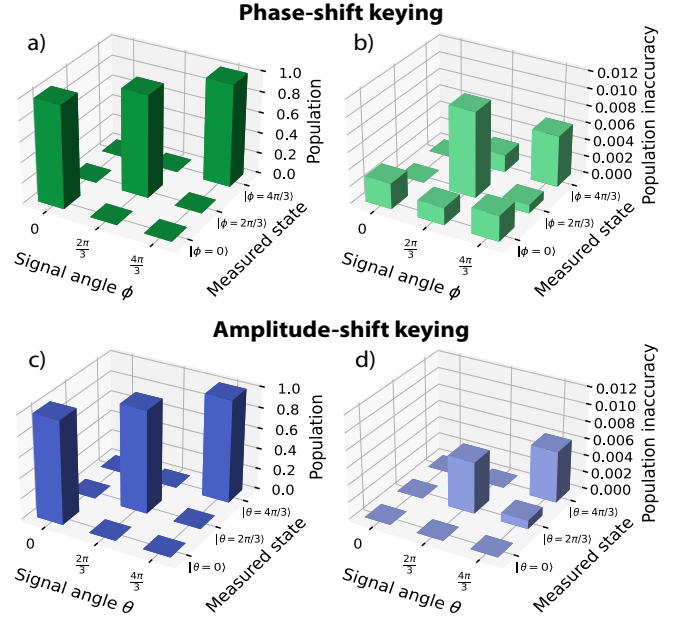 Phase-shift keying
a)
1.0
0.8
0.6
0.4
0.2
0.0
Population
|ϕ = 4π/3⟩
|ϕ = 2π/3⟩
|ϕ = 0⟩
Measured state
0
2π/3
4π/3
Signal angle ϕ
b)
0.012
0.010
0.008
0.006
0.004
0.002
0.000
Population inaccuracy
|ϕ = 4π/3⟩
|ϕ = 2π/3⟩
|ϕ = 0⟩
Measured state
0
2π/3
4π/3
Signal angle ϕ
Amplitude-shift keying
c)
1.0
0.8
0.6
0.4
0.2
0.0
Population
|θ = 4π/3⟩
|θ = 2π/3⟩
|θ = 0⟩
Measured state
0
2π/3
4π/3
Signal angle θ
d)
0.012
0.010
0.008
0.006
0.004
0.002
0.000
Population inaccuracy
|θ = 4π/3⟩
|θ = 2π/3⟩
|θ = 0⟩
Measured state
0
2π/3
4π/3
Signal angle θ